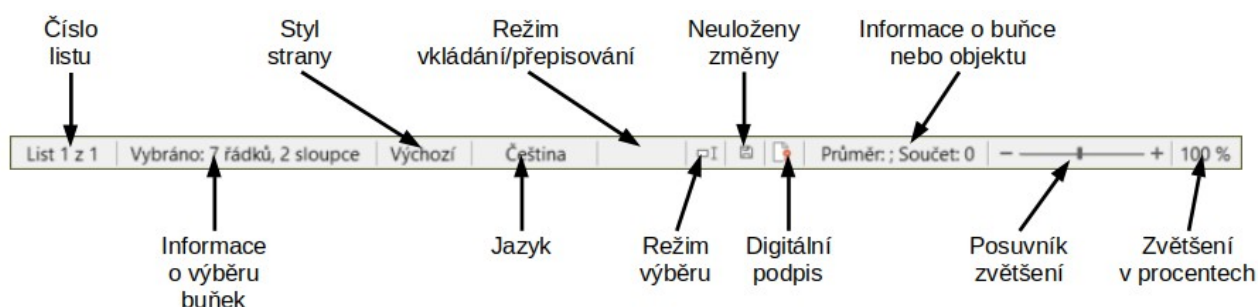 Číslo
listu
Styl
strany
Režim
vkládání/přepisování
Neuloženy
změny
Informace o buňce
nebo objektu
List 1 z 1 Vybráno: 7 řádků, 2 sloupce Výchozí Čeština Průměr: ; Součet: 0 100 %
Informace
o výběru
buňek
Jazyk
Režim
výběru
Digitální
podpis
Posuvník
zvětšení
Zvětšení
v procentech